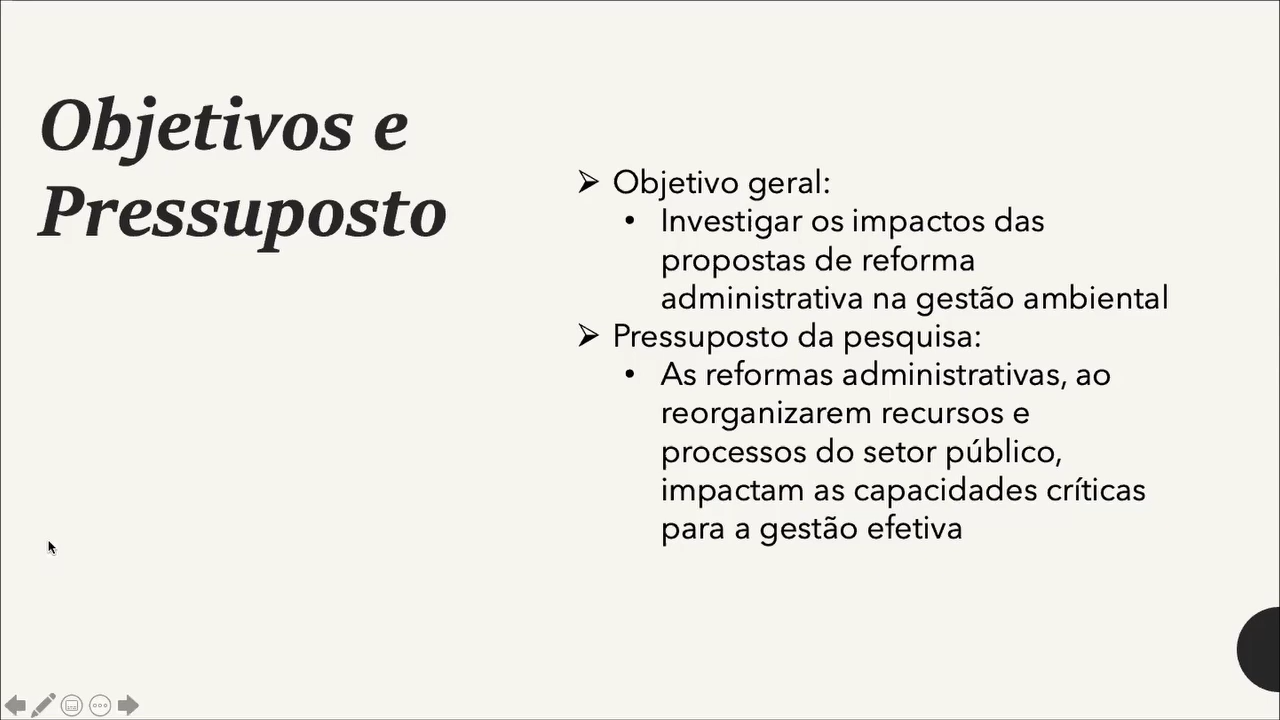 Objetivos e
Pressuposto
➢ Objetivo geral:
• Investigar os impactos das
propostas de reforma
administrativa na gestão ambiental
➢ Pressuposto da pesquisa:
• As reformas administrativas, ao
reorganizarem recursos e
processos do setor público,
impactam as capacidades críticas
para a gestão efetiva